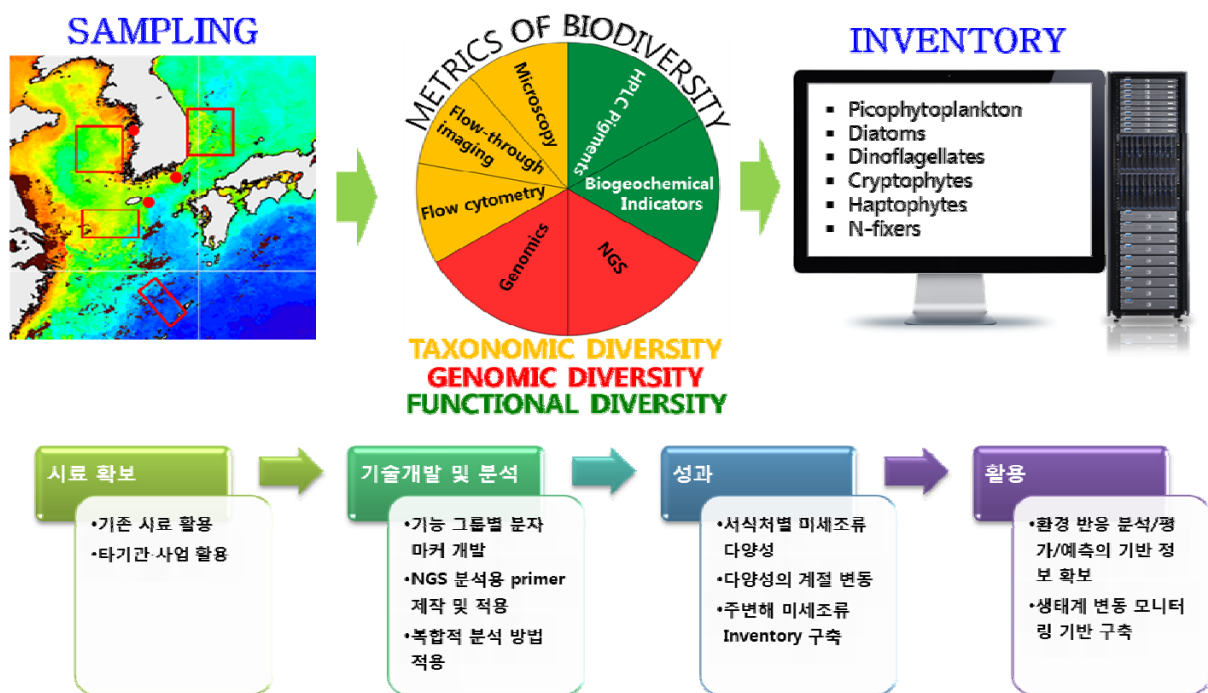 SAMPLING
METRICS OF BIODIVERSITY
INVENTORY
Microscopy
HPLC Pigments
Flow-through
imaging
Biogeochemical
Indicators
Flow cytometry
Genomics
NGS
TAXONOMIC DIVERSITY
GENOMIC DIVERSITY
FUNCTIONAL DIVERSITY
▪ Picophytoplankton
▪ Diatoms
▪ Dinoflagellates
▪ Cryptophytes
▪ Haptophytes
▪ N-fixers
시료 확보
•기존 시료 활용
•타기관·사업 활용
기술개발 및 분석
•기능 그룹별 분자
마커 개발
•NGS 분석용 primer
제작 및 적용
•복합적 분석 방법
적용
성과
•서식처별 미세조류
다양성
•다양성의 계절 변동
•주변해 미세조류
Inventory 구축
활용
•환경 반응 분석/평
가/예측의 기반 정
보 확보
•생태계 변동 모니터
링 기반 구축